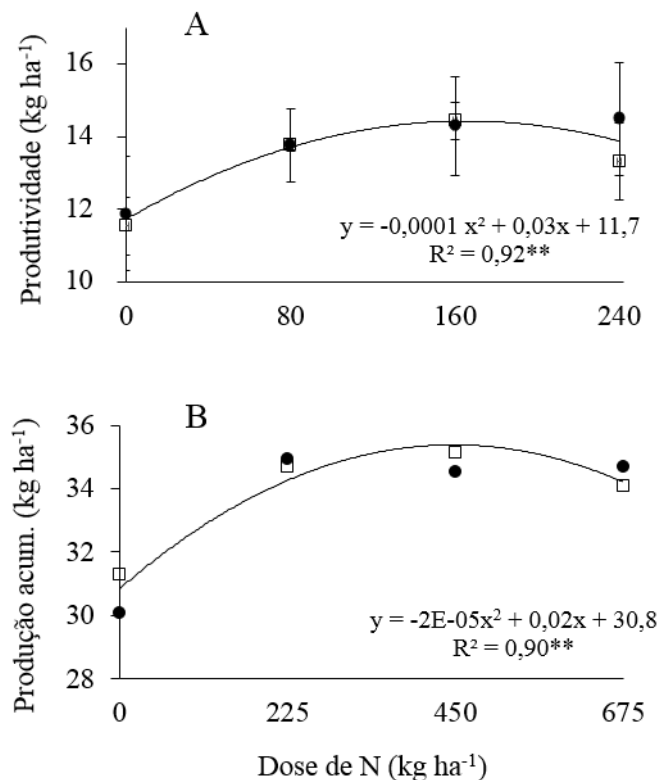 A
Produtividade (kg ha⁻¹)
16
14
12
10
y = -0,0001 x² + 0,03x + 11,7
R² = 0,92**
0 80 160 240
B
Produção acum. (kg ha⁻¹)
36
34
32
30
28
y = -2E-05x² + 0,02x + 30,8
R² = 0,90**
0 225 450 675
Dose de N (kg ha⁻¹)